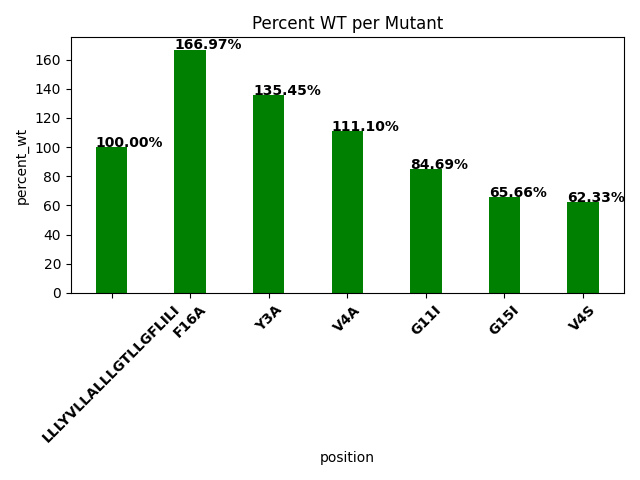 Percent WT per Mutant
percent_wt
160
140
120
100
80
60
40
20
0
100.00%
166.97%
135.45%
111.10%
84.69%
65.66%
62.33%
LLLYVLLALLLGTLLGFLILI
F16A
Y3A
V4A
G11I
G15I
V4S
position